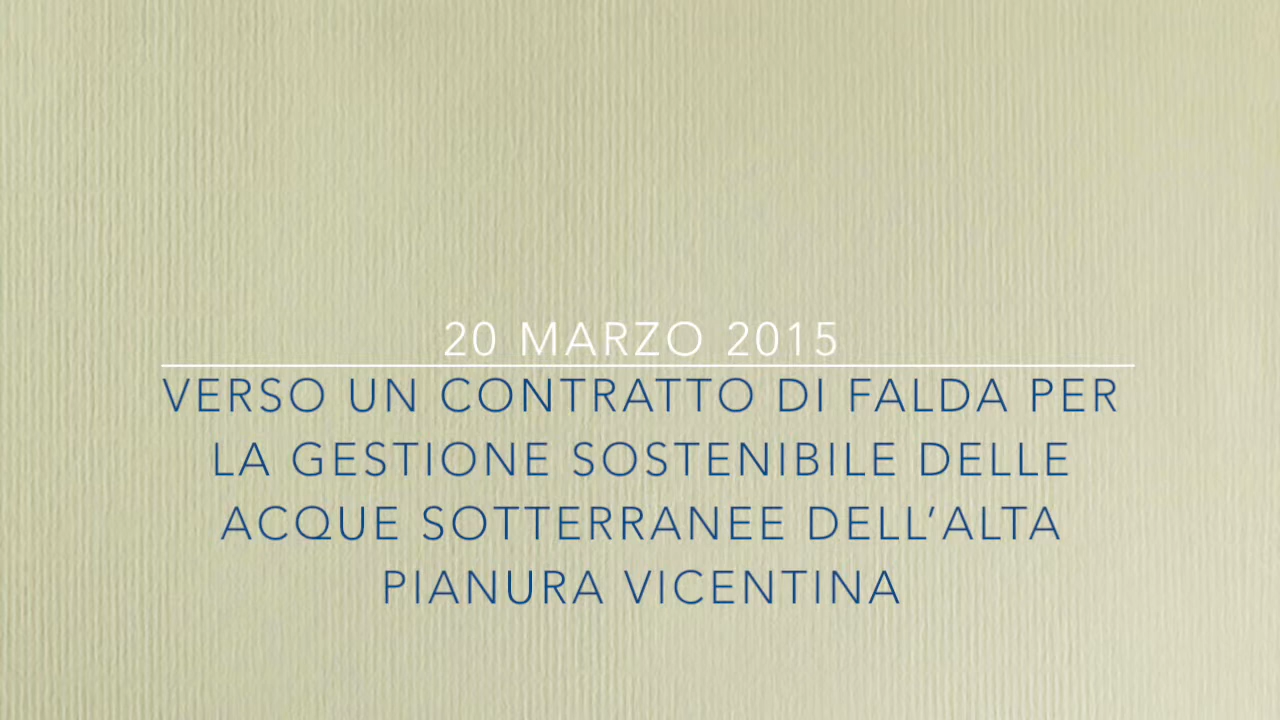 20 MARZO 2015
VERSO UN CONTRATTO DI FALDA PER
LA GESTIONE SOSTENIBILE DELLE
ACQUE SOTTERRANEE DELL’ALTA
PIANURA VICENTINA